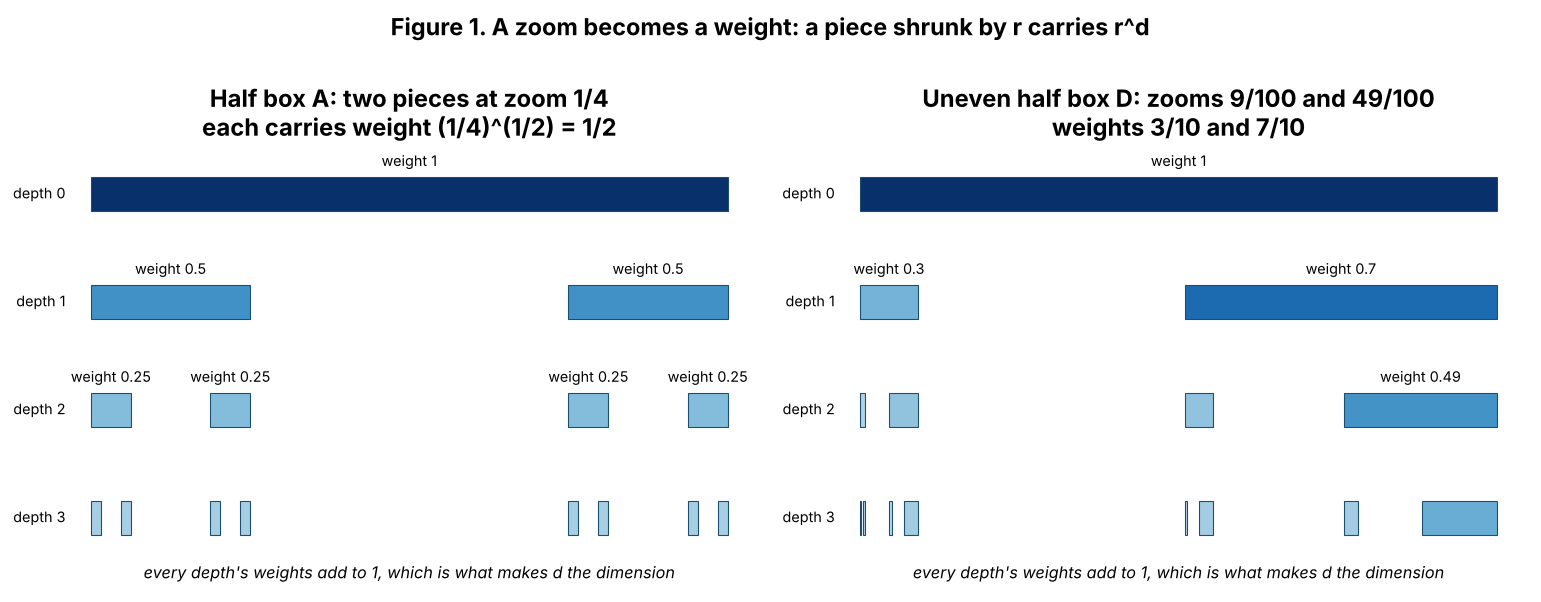 Figure 1. A zoom becomes a weight: a piece shrunk by r carries r^d
Half box A: two pieces at zoom 1/4
each carries weight (1/4)^(1/2) = 1/2
weight 1
depth 0
weight 0.5 weight 0.5
depth 1
weight 0.25 weight 0.25 weight 0.25 weight 0.25
depth 2
depth 3
every depth's weights add to 1, which is what makes d the dimension
Uneven half box D: zooms 9/100 and 49/100
weights 3/10 and 7/10
weight 1
depth 0
weight 0.3 weight 0.7
depth 1
weight 0.49
depth 2
depth 3
every depth's weights add to 1, which is what makes d the dimension